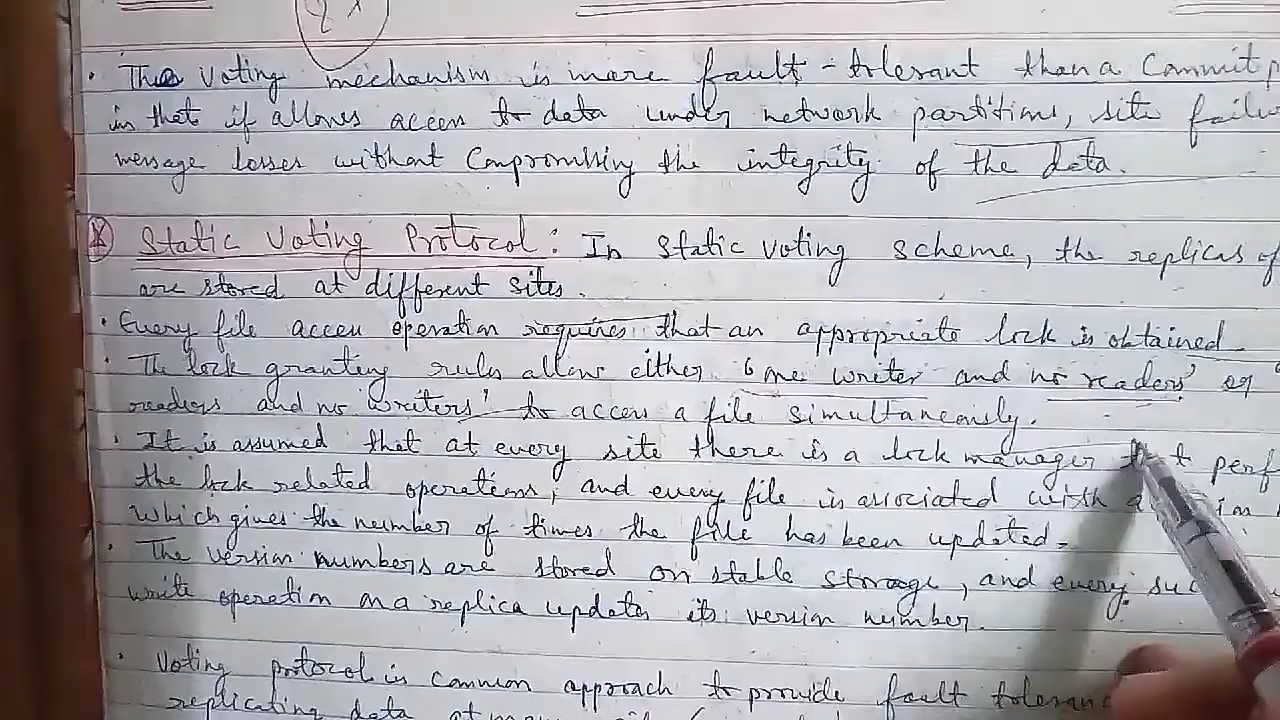 • The Voting mechanism is more fault-tolerant than a Commit p
in that if allows access to data under network partitions, site failu
message losses without Compromising the integrity of the data.
Static Voting Protocol: In static voting scheme, the replicas of
are stored at different sites.
• Every file access operation requires that an appropriate lock is obtained
• The lock granting rules allow either 'one writer and no readers' or
readers and no writers' to access a file simultaneously.
• It is assumed that at every site there is a lock manager perf
the lock related operations, and every file is associated with a
which gives the number of times the file has been updated.
• The version numbers are stored on stable storage, and every suc
write operation on a replica updates its version number.
• Voting protocol is common approach to provide fault toleran
replicating data at many